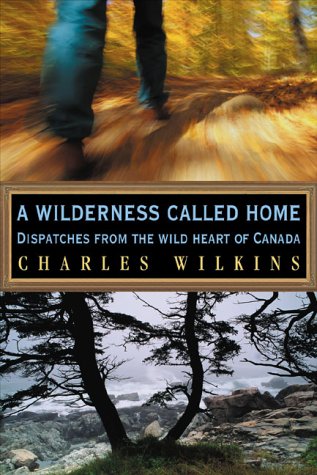 A WILDERNESS CALLED HOME
DISPATCHES FROM THE WILD HEART OF CANADA
CHARLES WILKINS